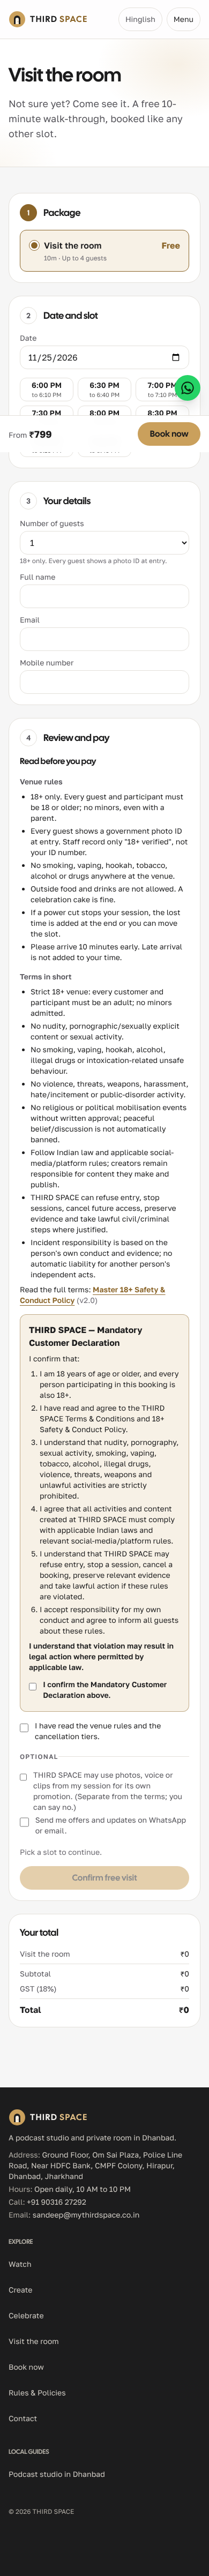 THIRD SPACE
Hinglish
Menu
Visit the room
Not sure yet? Come see it. A free 10-
minute walk-through, booked like any
other slot.
1
Package
Visit the room
Free
10m · Up to 4 guests
2
Date and slot
Date
11/25/2026
6:00 PM
to 6:10 PM
6:30 PM
to 6:40 PM
7:00 PM
to 7:10 PM
7:30 PM
8:00 PM
8:30 PM
From ₹799
Book now
3
Your details
Number of guests
1
18+ only. Every guest shows a photo ID at entry.
Full name
Email
Mobile number
4
Review and pay
Read before you pay
Venue rules
• 18+ only. Every guest and participant must
be 18 or older; no minors, even with a
parent.
• Every guest shows a government photo ID
at entry. Staff record only "18+ verified", not
your ID number.
• No smoking, vaping, hookah, tobacco,
alcohol or drugs anywhere at the venue.
• Outside food and drinks are not allowed. A
celebration cake is fine.
• If a power cut stops your session, the lost
time is added at the end or you can move
the slot.
• Please arrive 10 minutes early. Late arrival
is not added to your time.
Terms in short
• Strict 18+ venue: every customer and
participant must be an adult; no minors
admitted.
• No nudity, pornographic/sexually explicit
content or sexual activity.
• No smoking, vaping, hookah, alcohol,
illegal drugs or intoxication-related unsafe
behaviour.
• No violence, threats, weapons, harassment,
hate/incitement or public-disorder activity.
• No religious or political mobilisation events
without written approval; peaceful
belief/discussion is not automatically
banned.
• Follow Indian law and applicable social-
media/platform rules; creators remain
responsible for content they make and
publish.
• THIRD SPACE can refuse entry, stop
sessions, cancel future access, preserve
evidence and take lawful civil/criminal
steps where justified.
• Incident responsibility is based on the
person's own conduct and evidence; no
automatic liability for another person's
independent acts.
Read the full terms: Master 18+ Safety &
Conduct Policy (v2.0)
THIRD SPACE — Mandatory
Customer Declaration
I confirm that:
1. I am 18 years of age or older, and every
person participating in this booking is
also 18+.
2. I have read and agree to the THIRD
SPACE Terms & Conditions and 18+
Safety & Conduct Policy.
3. I understand that nudity, pornography,
sexual activity, smoking, vaping,
tobacco, alcohol, illegal drugs,
violence, threats, weapons and
unlawful activities are strictly
prohibited.
4. I agree that all activities and content
created at THIRD SPACE must comply
with applicable Indian laws and
relevant social-media/platform rules.
5. I understand that THIRD SPACE may
refuse entry, stop a session, cancel a
booking, preserve relevant evidence
and take lawful action if these rules
are violated.
6. I accept responsibility for my own
conduct and agree to inform all guests
about these rules.
I understand that violation may result in
legal action where permitted by
applicable law.
I confirm the Mandatory Customer
Declaration above.
I have read the venue rules and the
cancellation tiers.
OPTIONAL
THIRD SPACE may use photos, voice or
clips from my session for its own
promotion. (Separate from the terms; you
can say no.)
Send me offers and updates on WhatsApp
or email.
Pick a slot to continue.
Confirm free visit
Your total
Visit the room
₹0
Subtotal
₹0
GST (18%)
₹0
Total
₹0
THIRD SPACE
A podcast studio and private room in Dhanbad.
Address: Ground Floor, Om Sai Plaza, Police Line
Road, Near HDFC Bank, CMPF Colony, Hirapur,
Dhanbad, Jharkhand
Hours: Open daily, 10 AM to 10 PM
Call: +91 90316 27292
Email: sandeep@mythirdspace.co.in
EXPLORE
Watch
Create
Celebrate
Visit the room
Book now
Rules & Policies
Contact
LOCAL GUIDES
Podcast studio in Dhanbad
© 2026 THIRD SPACE